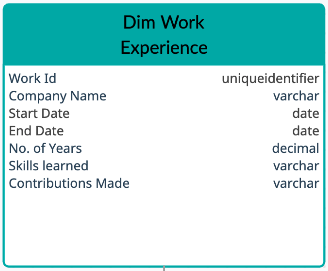 Dim Work
Experience
Work Id uniqueidentifier
Company Name varchar
Start Date date
End Date date
No. of Years decimal
Skills learned varchar
Contributions Made varchar